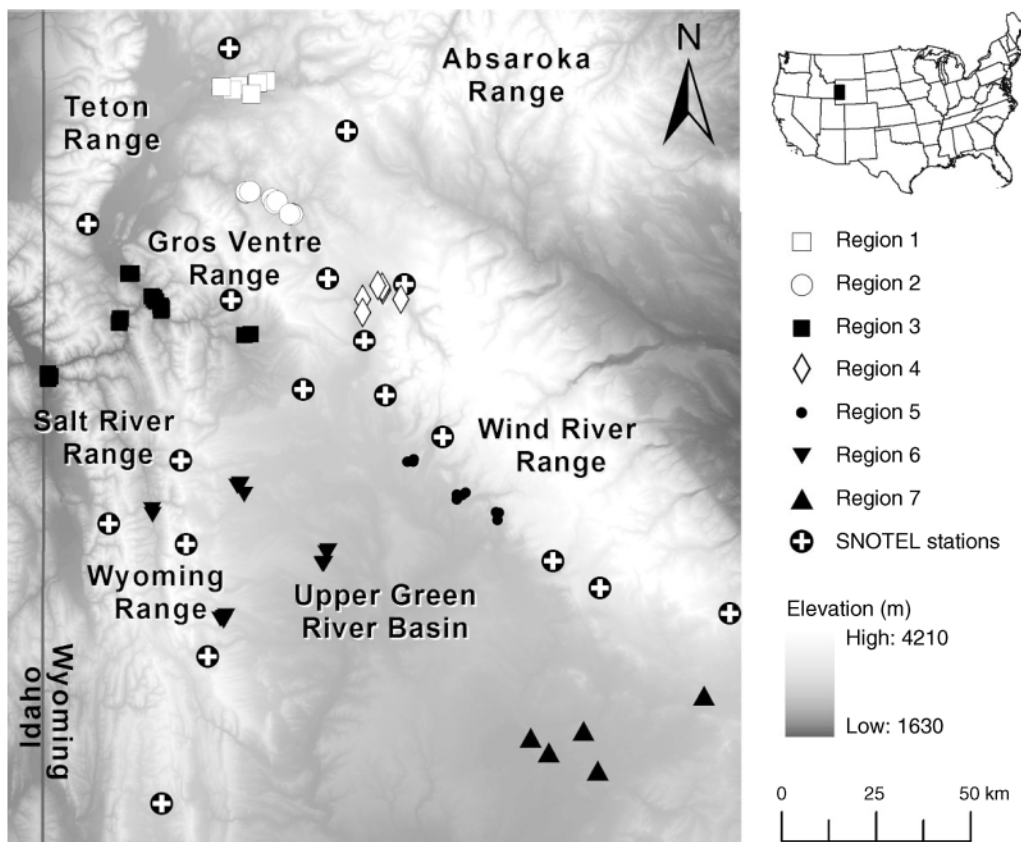 N
Absaroka
Range
Teton
Range
Gros Ventre
Range
Salt River
Range
Wind River
Range
Wyoming
Range
Upper Green
River Basin
Idaho
Wyoming
Region 1
Region 2
Region 3
Region 4
Region 5
Region 6
Region 7
SNOTEL stations
Elevation (m)
High: 4210
Low: 1630
0 25 50 km